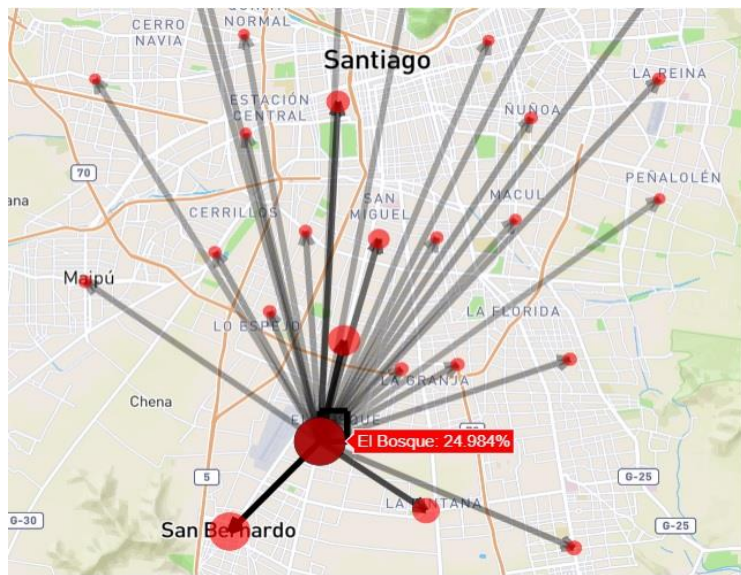 NORMAL
CERRO
NAVIA
Santiago
LA REINA
ESTACIÓN
CENTRAL
ÑUÑOA
70
PEÑALOLÉN
ana
SAN
MIGUEL
MACUL
CERRILLOS
Maipú
LO ESPEJO
LA FLORIDA
LA GRANJA
Chena
El Bosque: 24.984%
5
G-25
LA PINTANA
G-30
San Bernardo
G-25